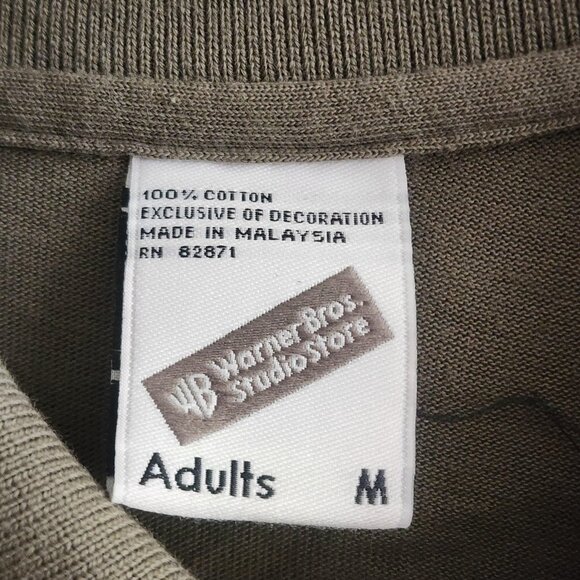 100% COTTON
EXCLUSIVE OF DECORATION
MADE IN MALAYSIA
RN 82871
WB Warner Bros.
Studio Store
Adults M